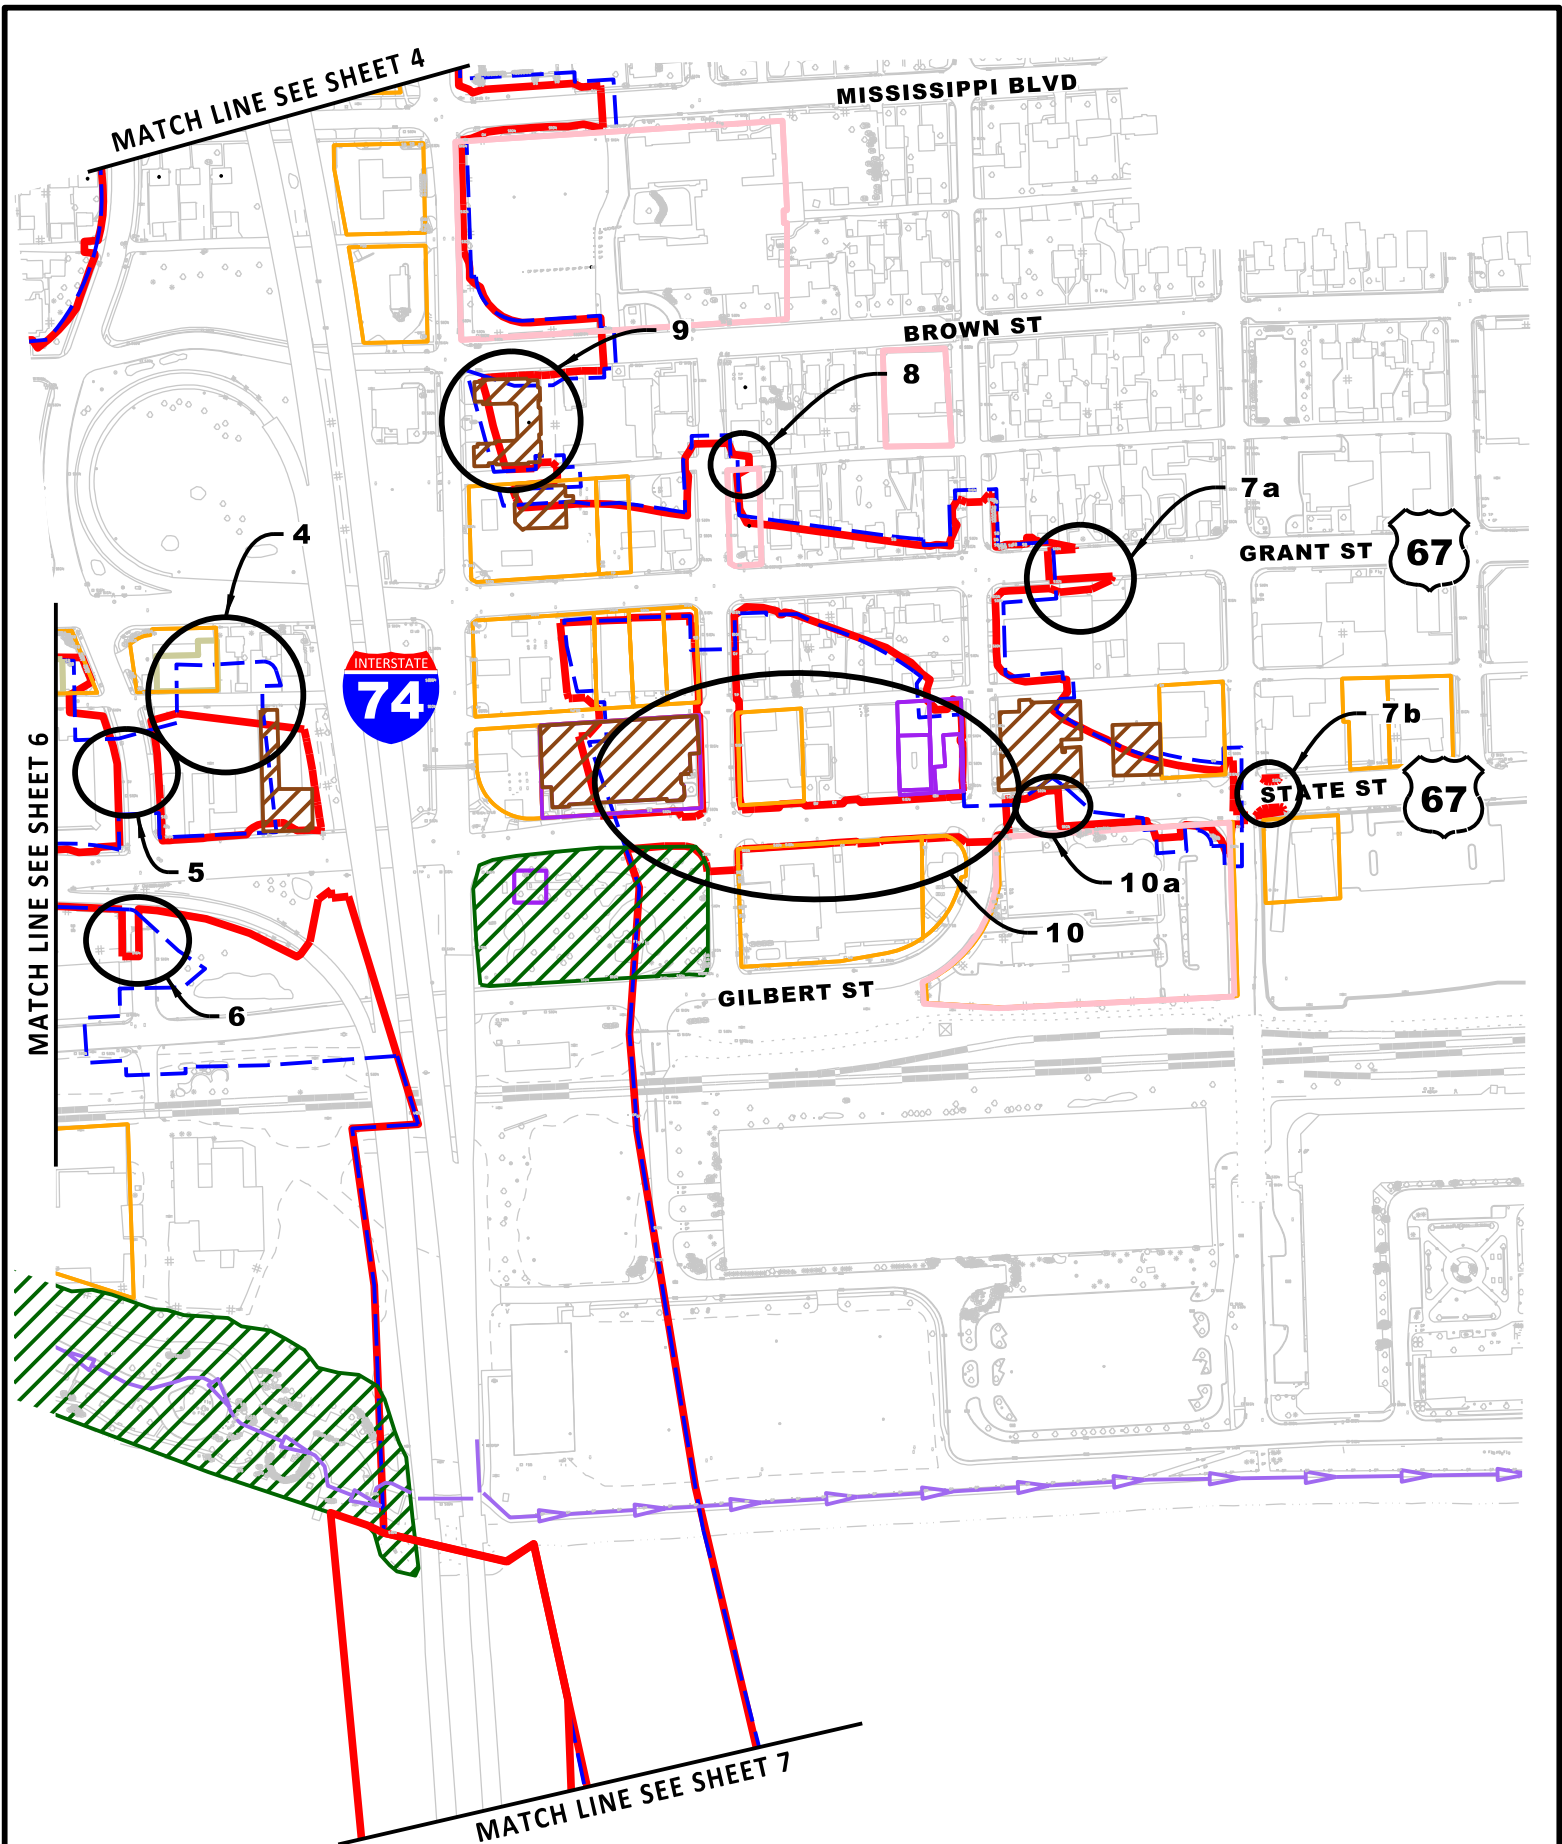 MATCH LINE SEE SHEET 4
MISSISSIPPI BLVD
9
BROWN ST
8
7a
GRANT ST
67
4
INTERSTATE
74
7b
STATE ST
67
MATCH LINE SEE SHEET 6
5
10a
10
6
GILBERT ST
MATCH LINE SEE SHEET 7